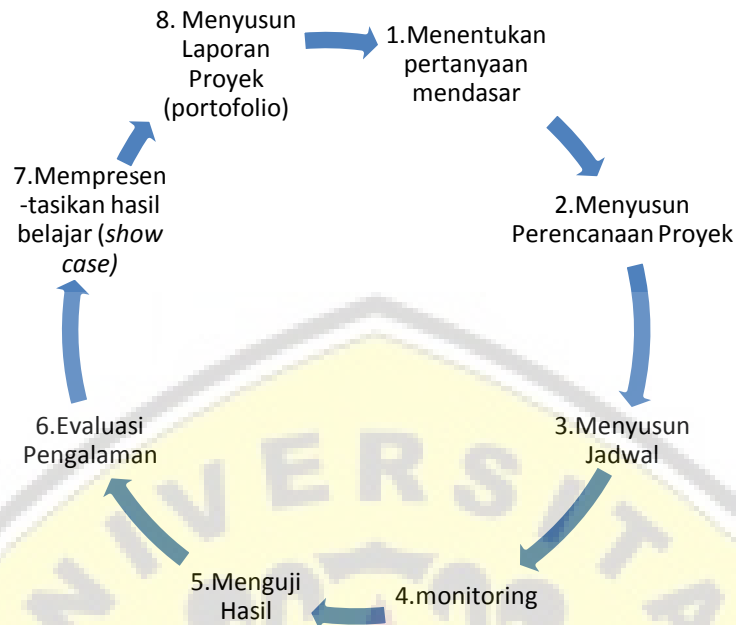 8. Menyusun
Laporan
Proyek
(portofolio)
1.Menentukan
pertanyaan
mendasar
2.Menyusun
Perencanaan Proyek
3.Menyusun
Jadwal
4.monitoring
5.Menguji
Hasil
6.Evaluasi
Pengalaman
7.Mempresen
-tasikan hasil
belajar (show
case)
NIVERSITA